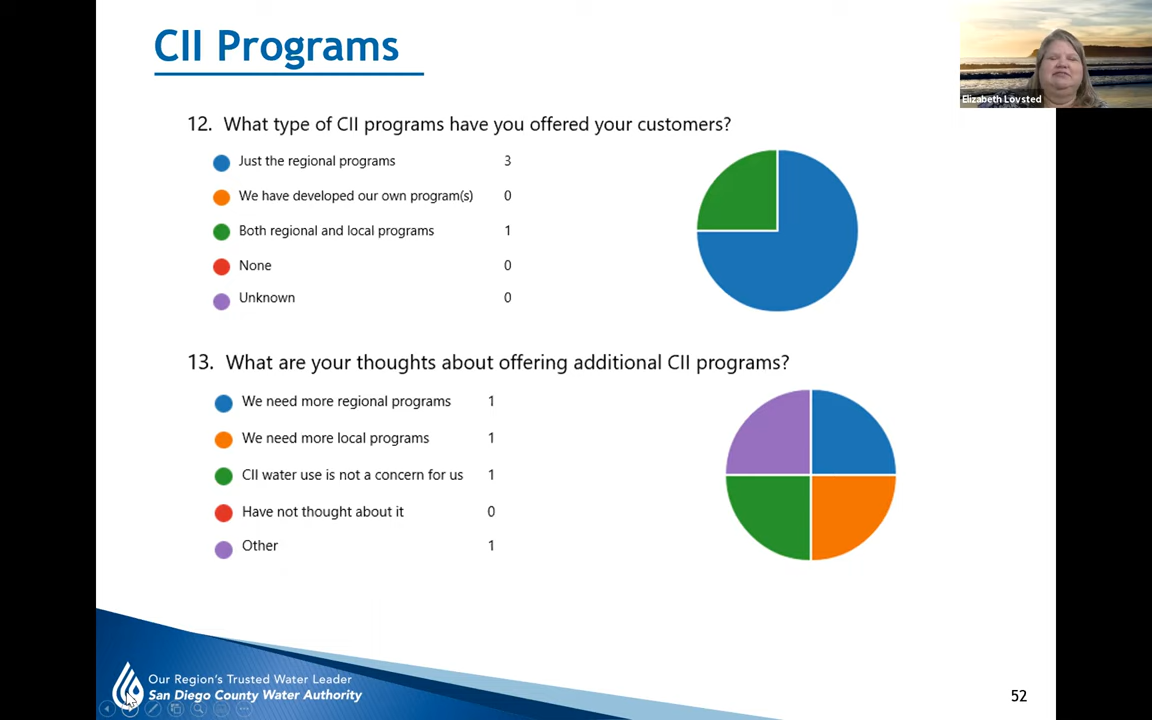 CII Programs
Elizabeth Lovsted
12. What type of CII programs have you offered your customers?
Just the regional programs 3
We have developed our own program(s) 0
Both regional and local programs 1
None 0
Unknown 0
13. What are your thoughts about offering additional CII programs?
We need more regional programs 1
We need more local programs 1
CII water use is not a concern for us 1
Have not thought about it 0
Other 1
Our Region's Trusted Water Leader
San Diego County Water Authority
52